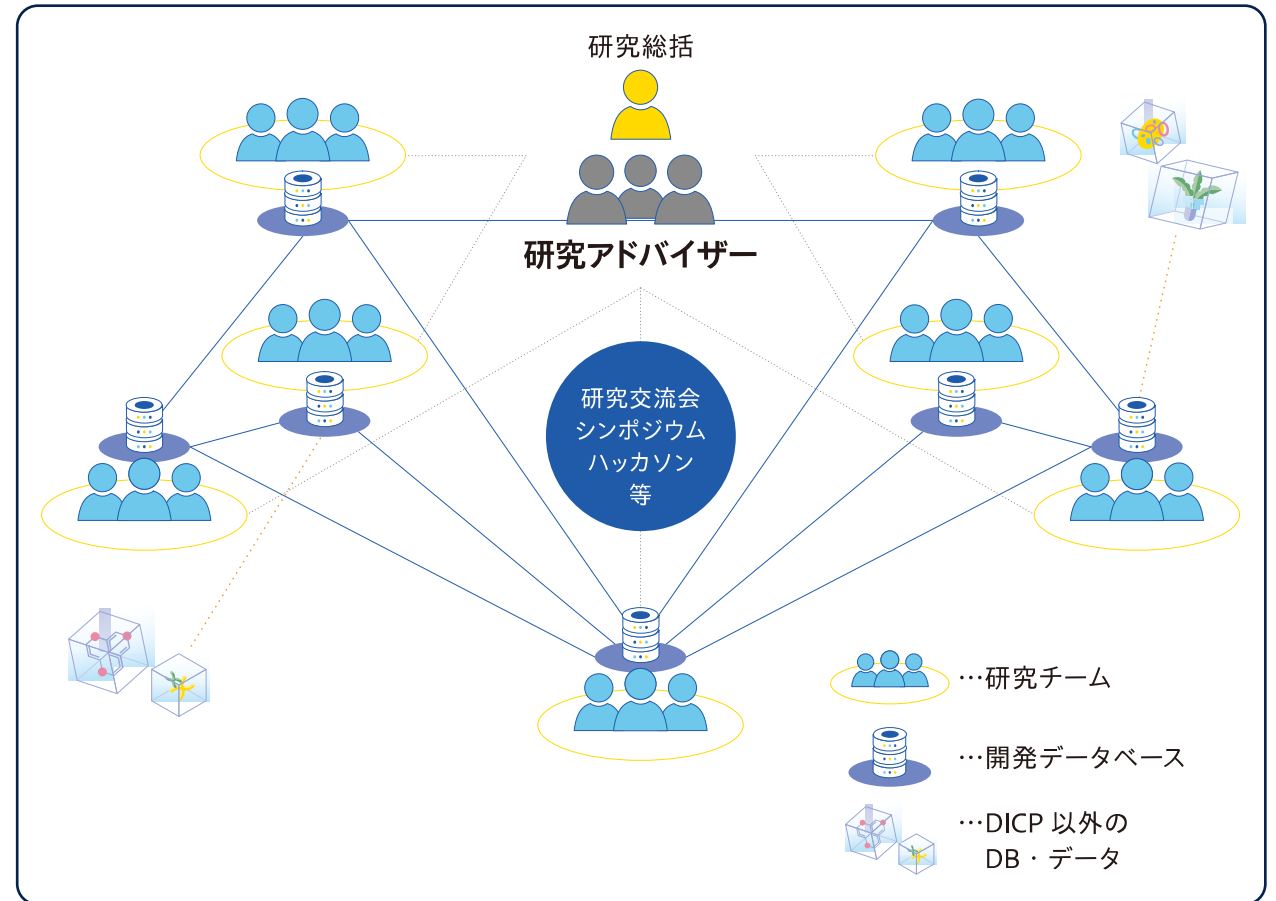 研究総括
研究アドバイザー
研究交流会
シンポジウム
ハッカソン
等
…研究チーム
…開発データベース
…DICP 以外の
DB・データ